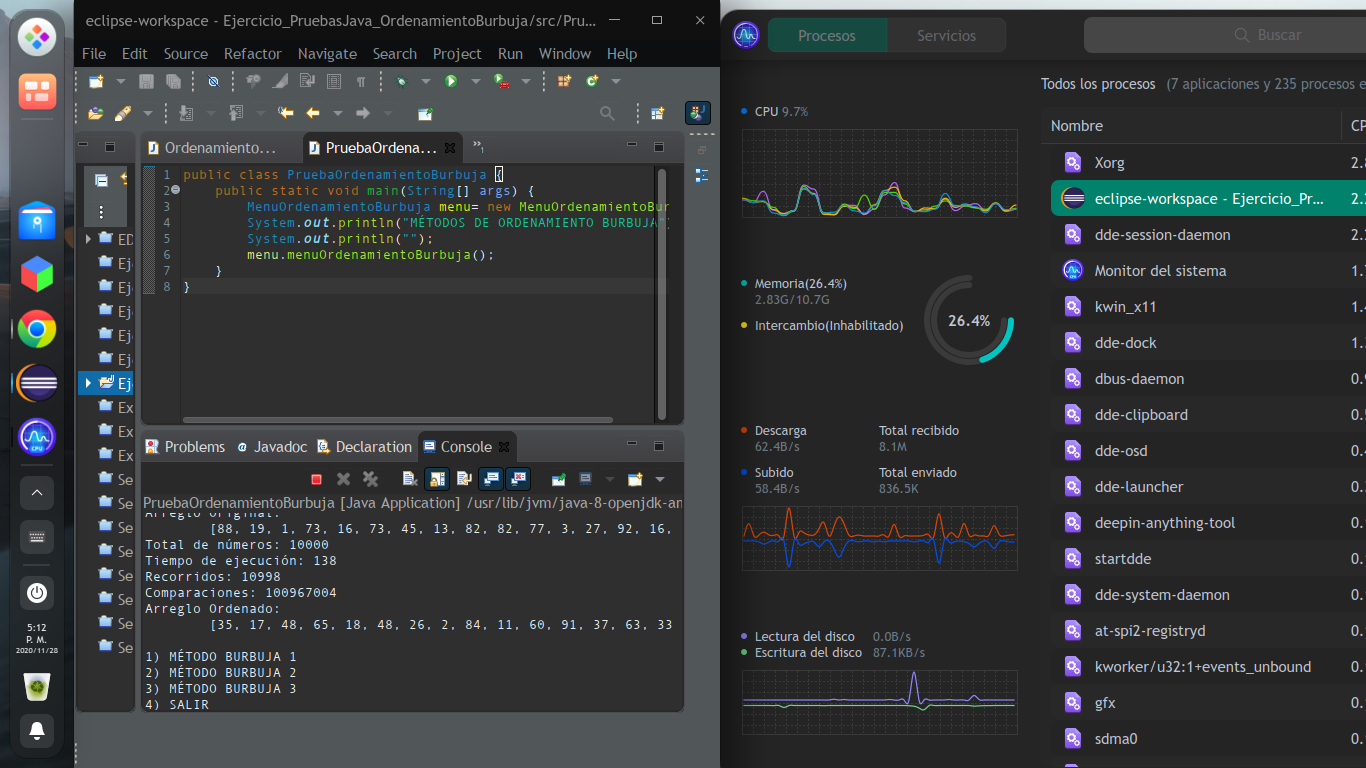 eclipse-workspace - Ejercicio_PruebasJava_OrdenamientoBurbuja/src/Pru...
File Edit Source Refactor Navigate Search Project Run Window Help
Ordenamiento...
PruebaOrdena...
1 public class PruebaOrdenamientoBurbuja {
2 public static void main(String[] args) {
3 MenuOrdenamientoBurbuja menu= new MenuOrdenamientoBur
4 System.out.println("MÉTODOS DE ORDENAMIENTO BURBUJA"
5 System.out.println("");
6 menu.menuOrdenamientoBurbuja();
7 }
8 }
ED
Eje
Eje
Eje
Eje
Eje
Eje
Ex
Ex
Ex
Se
Se
Se
Se
Se
Se
Se
Se
Problems @ Javadoc Declaration Console
PruebaOrdenamientoBurbuja [Java Application] /usr/lib/jvm/java-8-openjdk-am
Arreglo Original:
[88, 19, 1, 73, 16, 73, 45, 13, 82, 82, 77, 3, 27, 92, 16,
Total de números: 10000
Tiempo de ejecución: 138
Recorridos: 10998
Comparaciones: 100967004
Arreglo Ordenado:
[35, 17, 48, 65, 18, 48, 26, 2, 84, 11, 60, 91, 37, 63, 33
1) MÉTODO BURBUJA 1
2) MÉTODO BURBUJA 2
3) MÉTODO BURBUJA 3
4) SALIR
CPU
5:12
P. M.
2020/11/28
Procesos Servicios
Buscar
CPU 9.7%
Memoria(26.4%)
2.83G/10.7G
Intercambio(Inhabilitado)
26.4%
Descarga Total recibido
62.4B/s 8.1M
Subido Total enviado
58.4B/s 836.5K
Lectura del disco 0.0B/s
Escritura del disco 87.1KB/s
Todos los procesos (7 aplicaciones y 235 procesos e
Nombre CP
Xorg 2.8
eclipse-workspace - Ejercicio_Pr... 2.
dde-session-daemon 2.
Monitor del sistema 1.
kwin_x11 1.4
dde-dock 1.
dbus-daemon 0.9
dde-clipboard 0.
dde-osd 0.4
dde-launcher 0.
deepin-anything-tool 0.
startdde 0.
dde-system-daemon 0.
at-spi2-registryd 0.
kworker/u32:1+events_unbound 0.
gfx 0.
sdma0 0.